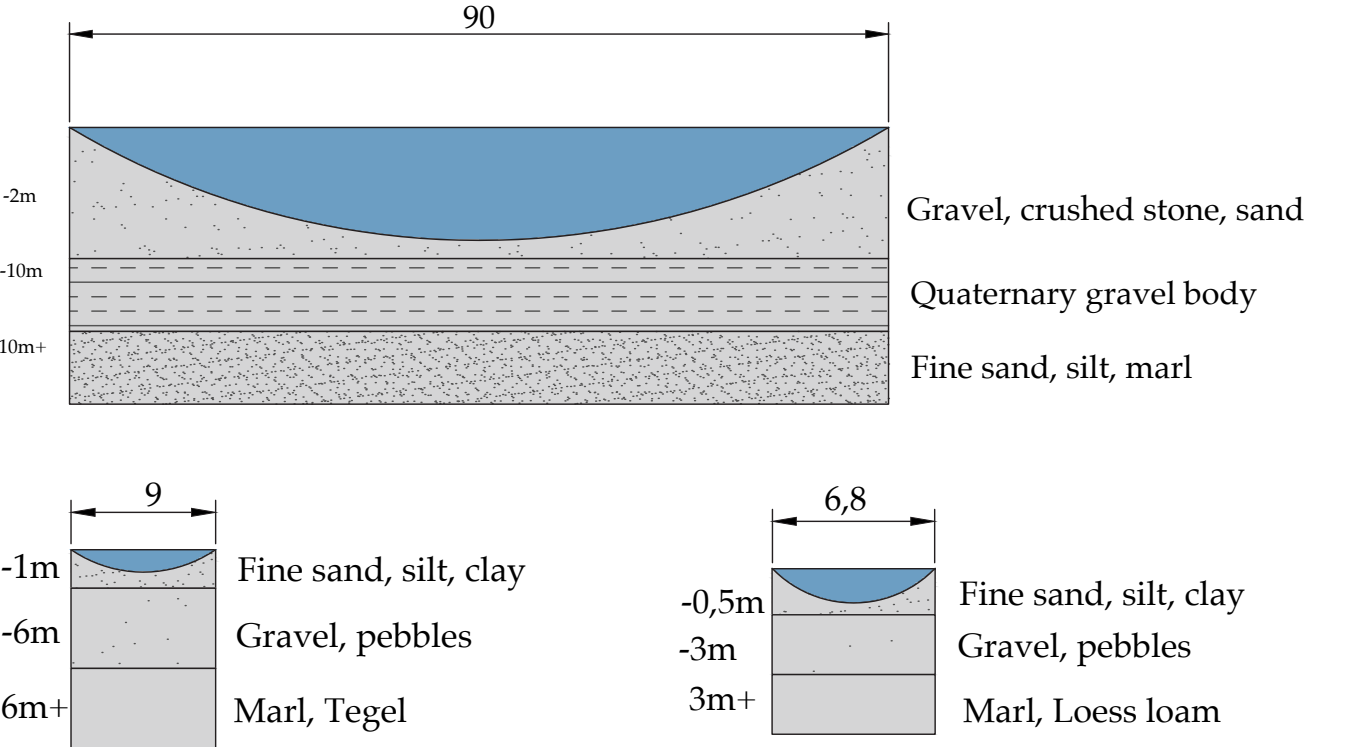 90
-2m
Gravel, crushed stone, sand
-10m
Quaternary gravel body
10m+
Fine sand, silt, marl
9
-1m
Fine sand, silt, clay
-6m
Gravel, pebbles
6m+
Marl, Tegel
6,8
-0,5m
Fine sand, silt, clay
-3m
Gravel, pebbles
3m+
Marl, Loess loam